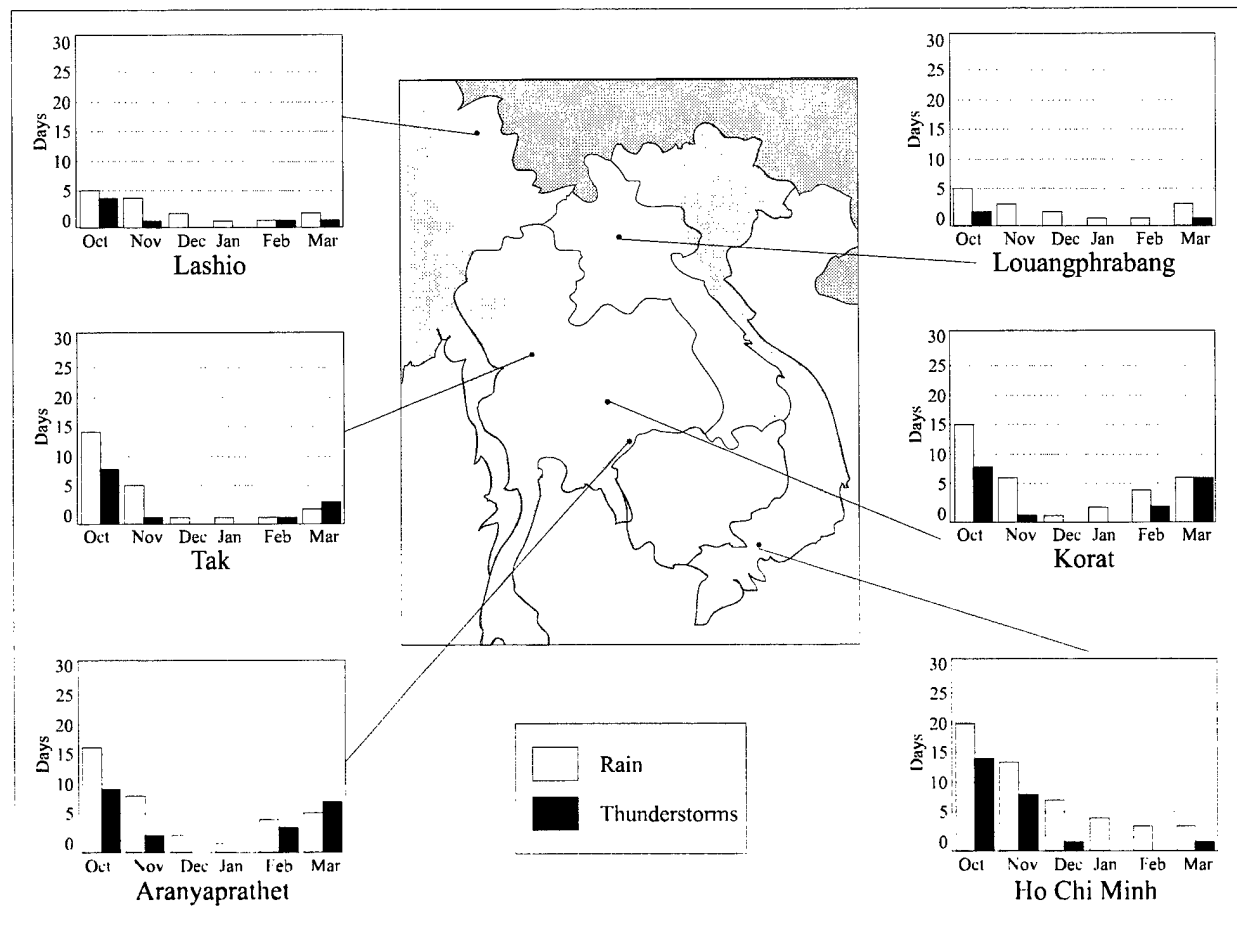 30
25
20
15
10
5
0
Days
Oct Nov Dec Jan Feb Mar
Lashio
30
25
20
15
10
5
0
Days
Oct Nov Dec Jan Feb Mar
Louangphrabang
30
25
20
15
10
5
0
Days
Oct Nov Dec Jan Feb Mar
Tak
30
25
20
15
10
5
0
Days
Oct Nov Dec Jan Feb Mar
Korat
30
25
20
15
10
5
0
Days
Oct Nov Dec Jan Feb Mar
Aranyaprathet
Rain
Thunderstorms
30
25
20
15
10
5
0
Days
Oct Nov Dec Jan Feb Mar
Ho Chi Minh